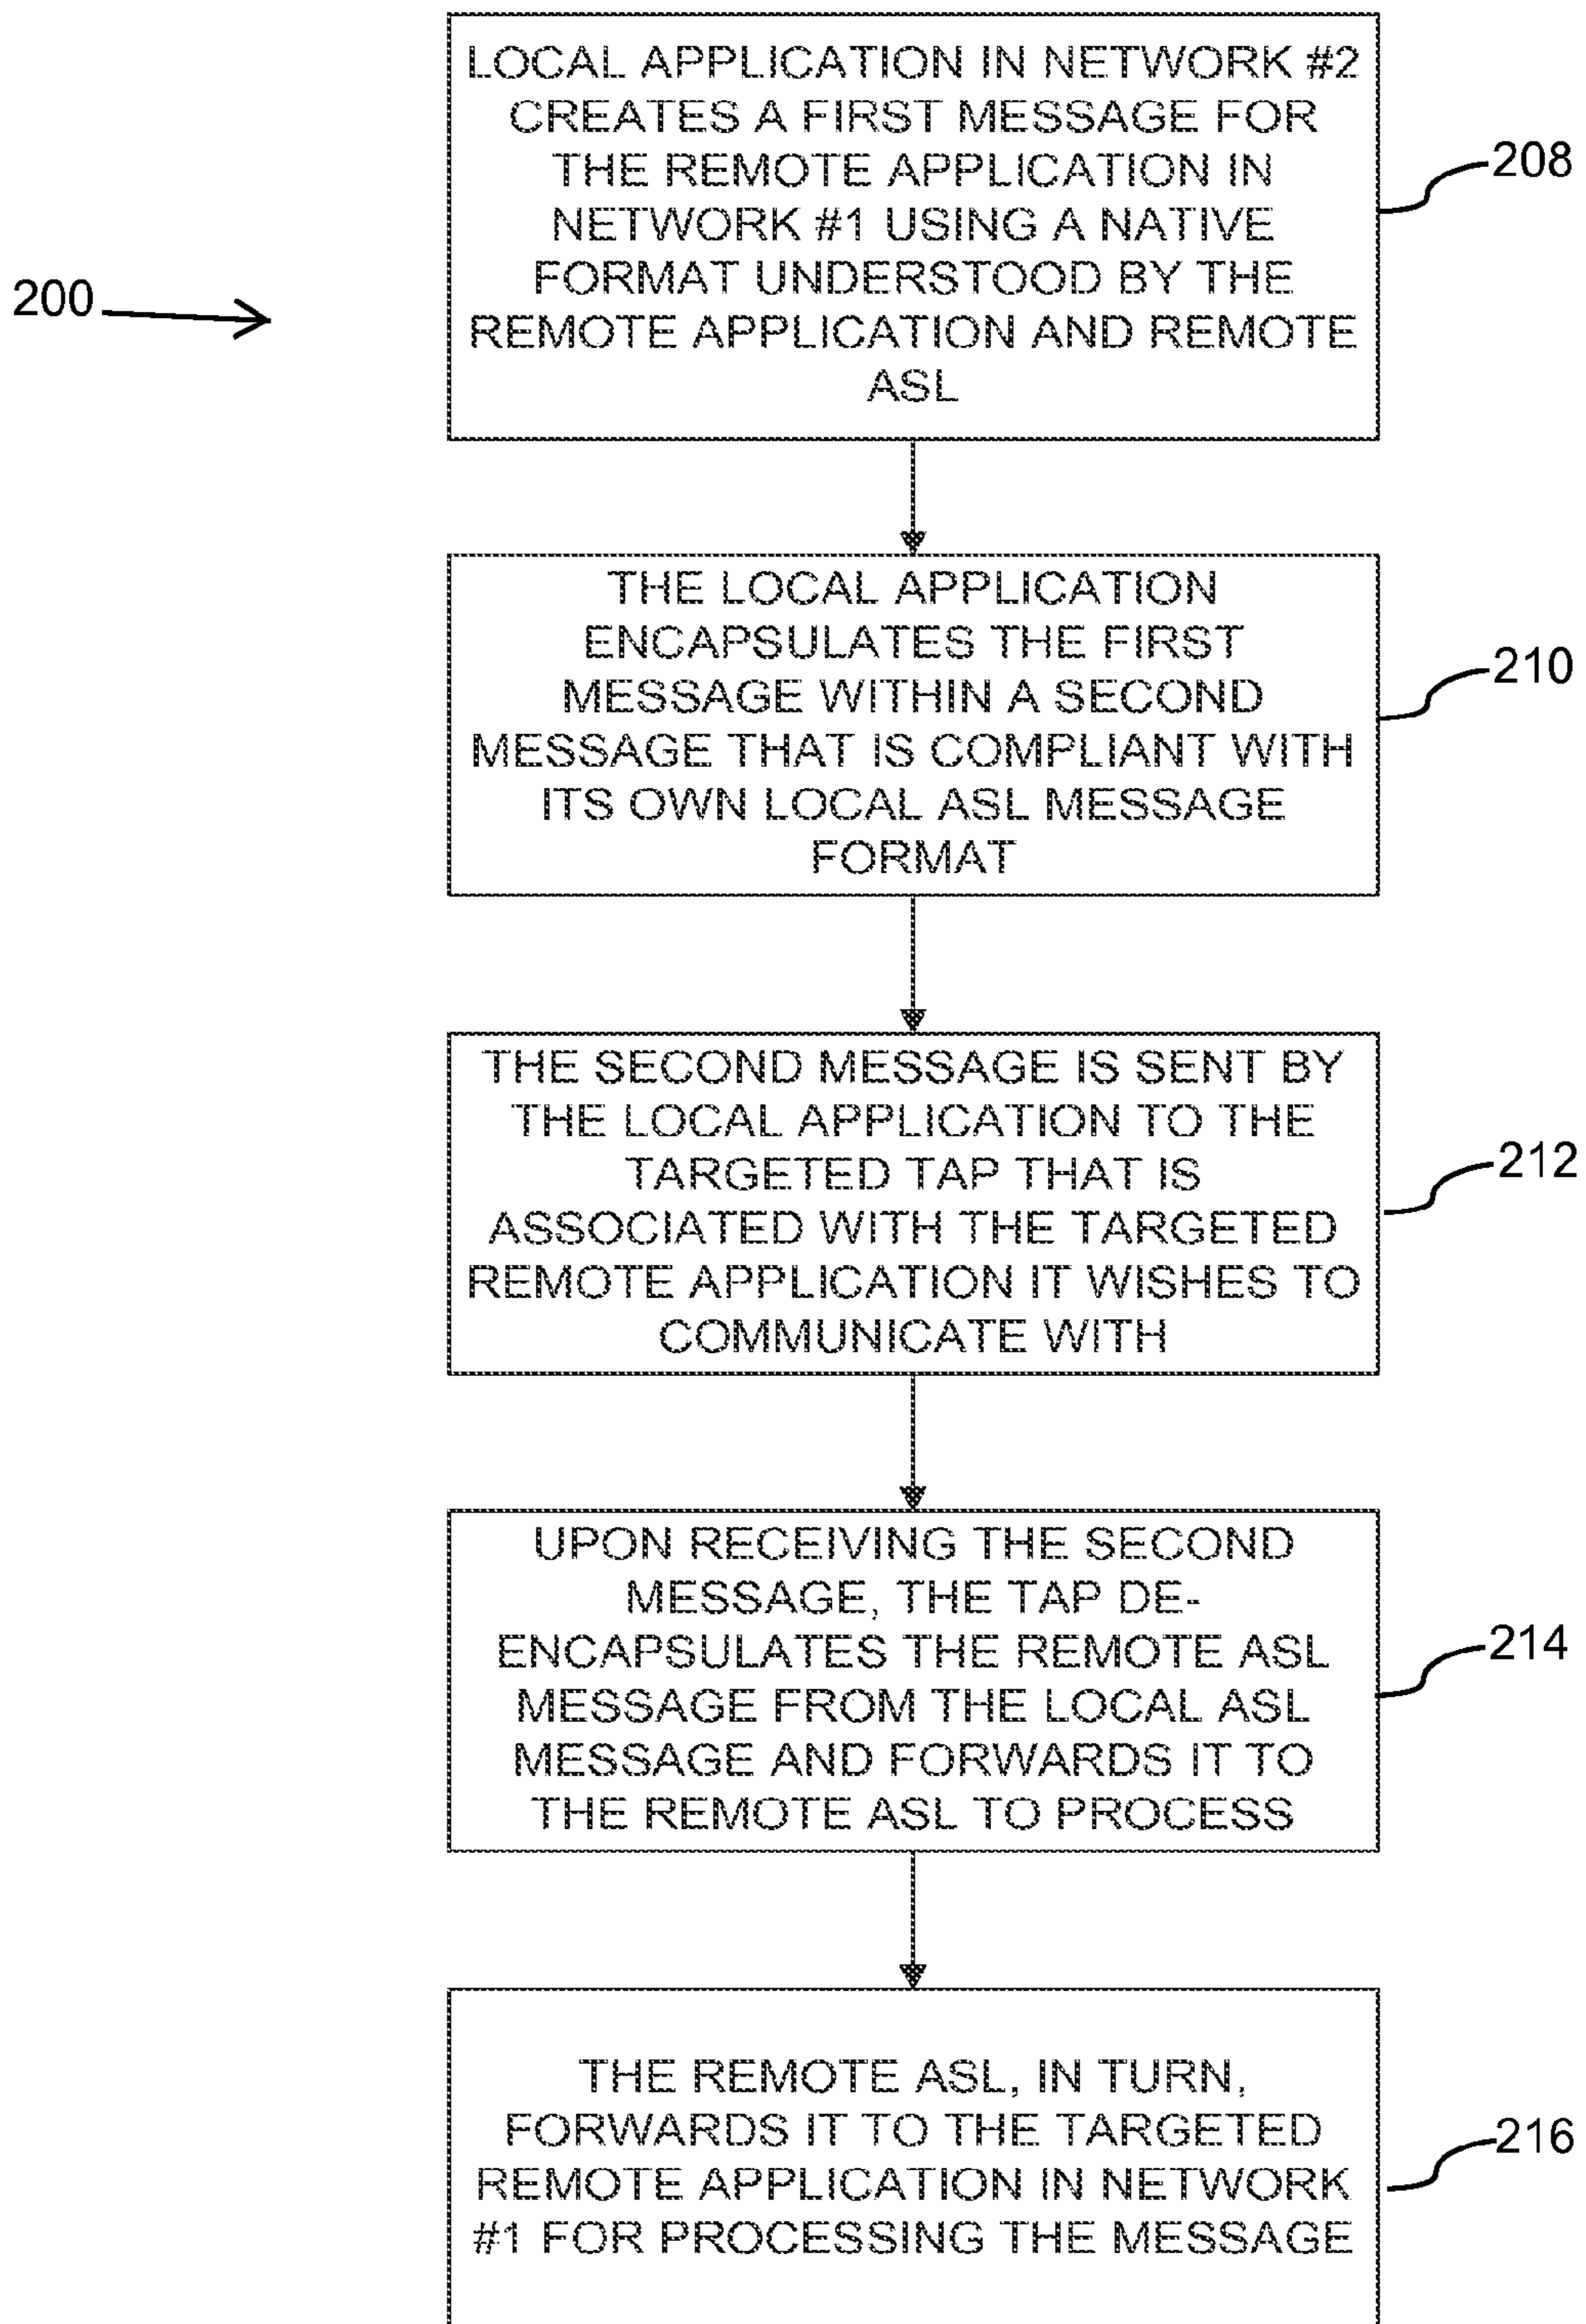 200
LOCAL APPLICATION IN NETWORK #2
CREATES A FIRST MESSAGE FOR
THE REMOTE APPLICATION IN
NETWORK #1 USING A NATIVE
FORMAT UNDERSTOOD BY THE
REMOTE APPLICATION AND REMOTE
ASL
208
THE LOCAL APPLICATION
ENCAPSULATES THE FIRST
MESSAGE WITHIN A SECOND
MESSAGE THAT IS COMPLIANT WITH
ITS OWN LOCAL ASL MESSAGE
FORMAT
210
THE SECOND MESSAGE IS SENT BY
THE LOCAL APPLICATION TO THE
TARGETED TAP THAT IS
ASSOCIATED WITH THE TARGETED
REMOTE APPLICATION IT WISHES TO
COMMUNICATE WITH
212
UPON RECEIVING THE SECOND
MESSAGE, THE TAP DE-
ENCAPSULATES THE REMOTE ASL
MESSAGE FROM THE LOCAL ASL
MESSAGE AND FORWARDS IT TO
THE REMOTE ASL TO PROCESS
214
THE REMOTE ASL, IN TURN,
FORWARDS IT TO THE TARGETED
REMOTE APPLICATION IN NETWORK
#1 FOR PROCESSING THE MESSAGE
216